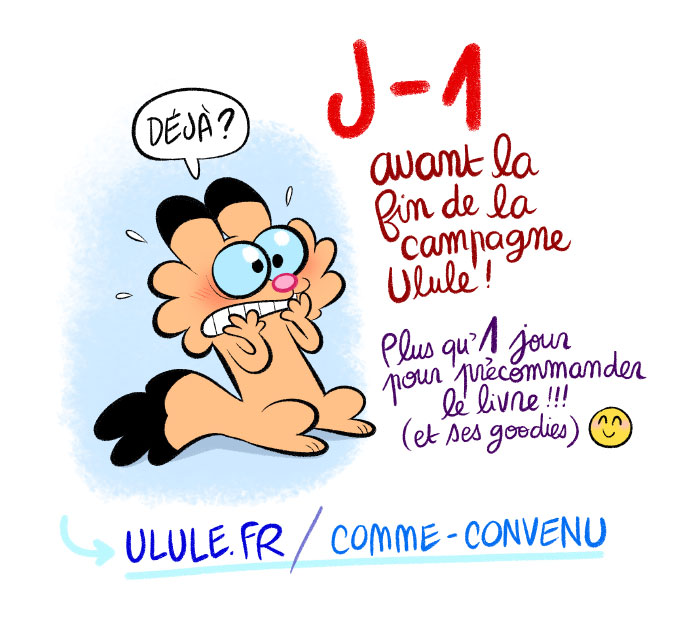 DÉJÀ?
J-1
avant la
fin de la
campagne
Ulule!
Plus qu'1 jour
pour précommander
le livre!!!
(et ses goodies)
ULULE.FR/COMME-CONVENU